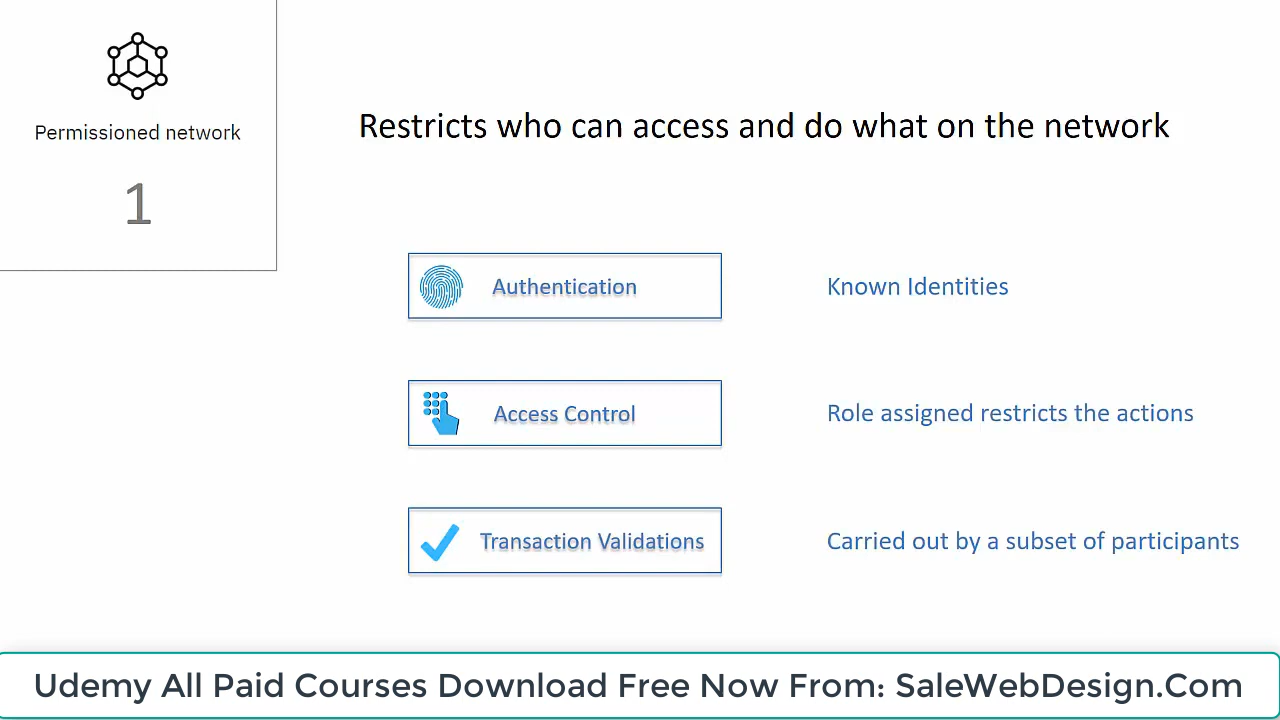 Permissioned network
1
Restricts who can access and do what on the network
Authentication
Known Identities
Access Control
Role assigned restricts the actions
Transaction Validations
Carried out by a subset of participants
Udemy All Paid Courses Download Free Now From: SaleWebDesign.Com